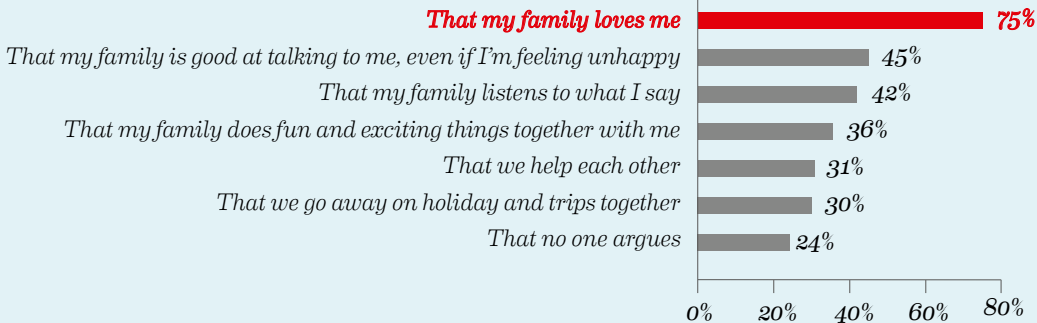 That my family loves me 75%
That my family is good at talking to me, even if I'm feeling unhappy 45%
That my family listens to what I say 42%
That my family does fun and exciting things together with me 36%
That we help each other 31%
That we go away on holiday and trips together 30%
That no one argues 24%
0% 20% 40% 60% 80%